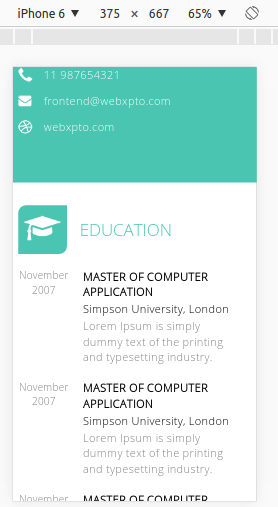 iPhone 6 ▼ 375 × 667 65% ▼
11 987654321
frontend@webxpto.com
webxpto.com
EDUCATION
November 2007
MASTER OF COMPUTER
APPLICATION
Simpson University, London
Lorem Ipsum is simply
dummy text of the printing
and typesetting industry.
November 2007
MASTER OF COMPUTER
APPLICATION
Simpson University, London
Lorem Ipsum is simply
dummy text of the printing
and typesetting industry.
November
MASTER OF COMPUTER